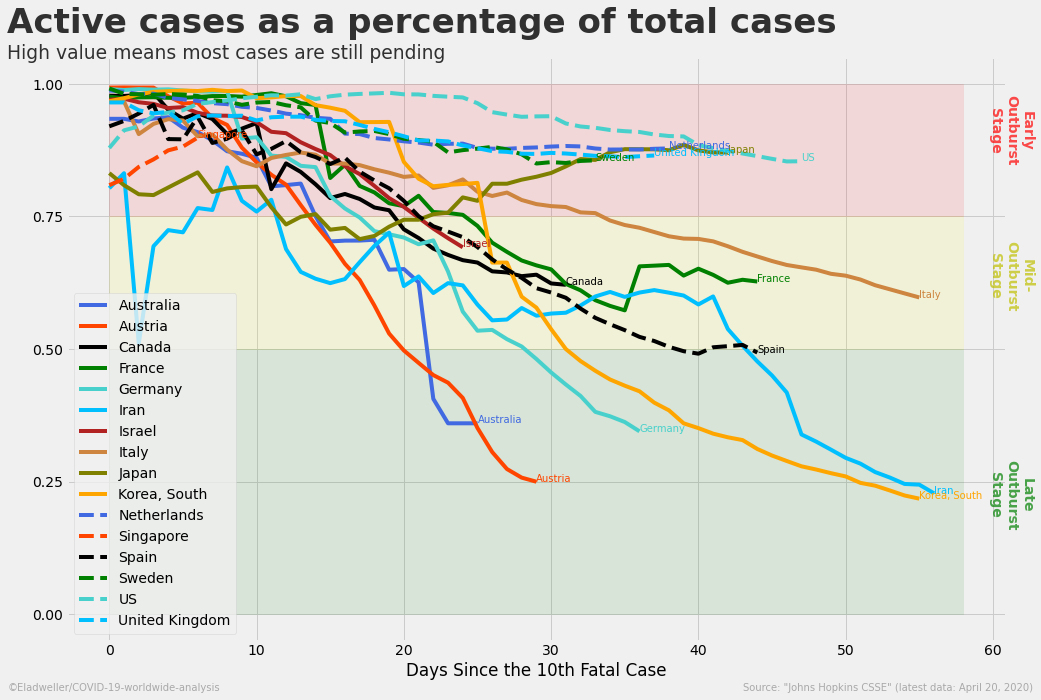 Active cases as a percentage of total cases
High value means most cases are still pending
1.00
0.75
0.50
0.25
0.00
0
10
20
30
40
50
60
Days Since the 10th Fatal Case
Early
Outburst
Stage
Mid-
Outburst
Stage
Late
Outburst
Stage
Singapore
Netherlands
United Kingdom
Japan
US
Sweden
Israel
Canada
France
Italy
Spain
Australia
Germany
Austria
Iran
Korea, South
Australia
Austria
Canada
France
Germany
Iran
Israel
Italy
Japan
Korea, South
Netherlands
Singapore
Spain
Sweden
US
United Kingdom
©Eladweller/COVID-19-worldwide-analysis
Source: "Johns Hopkins CSSE" (latest data: April 20, 2020)